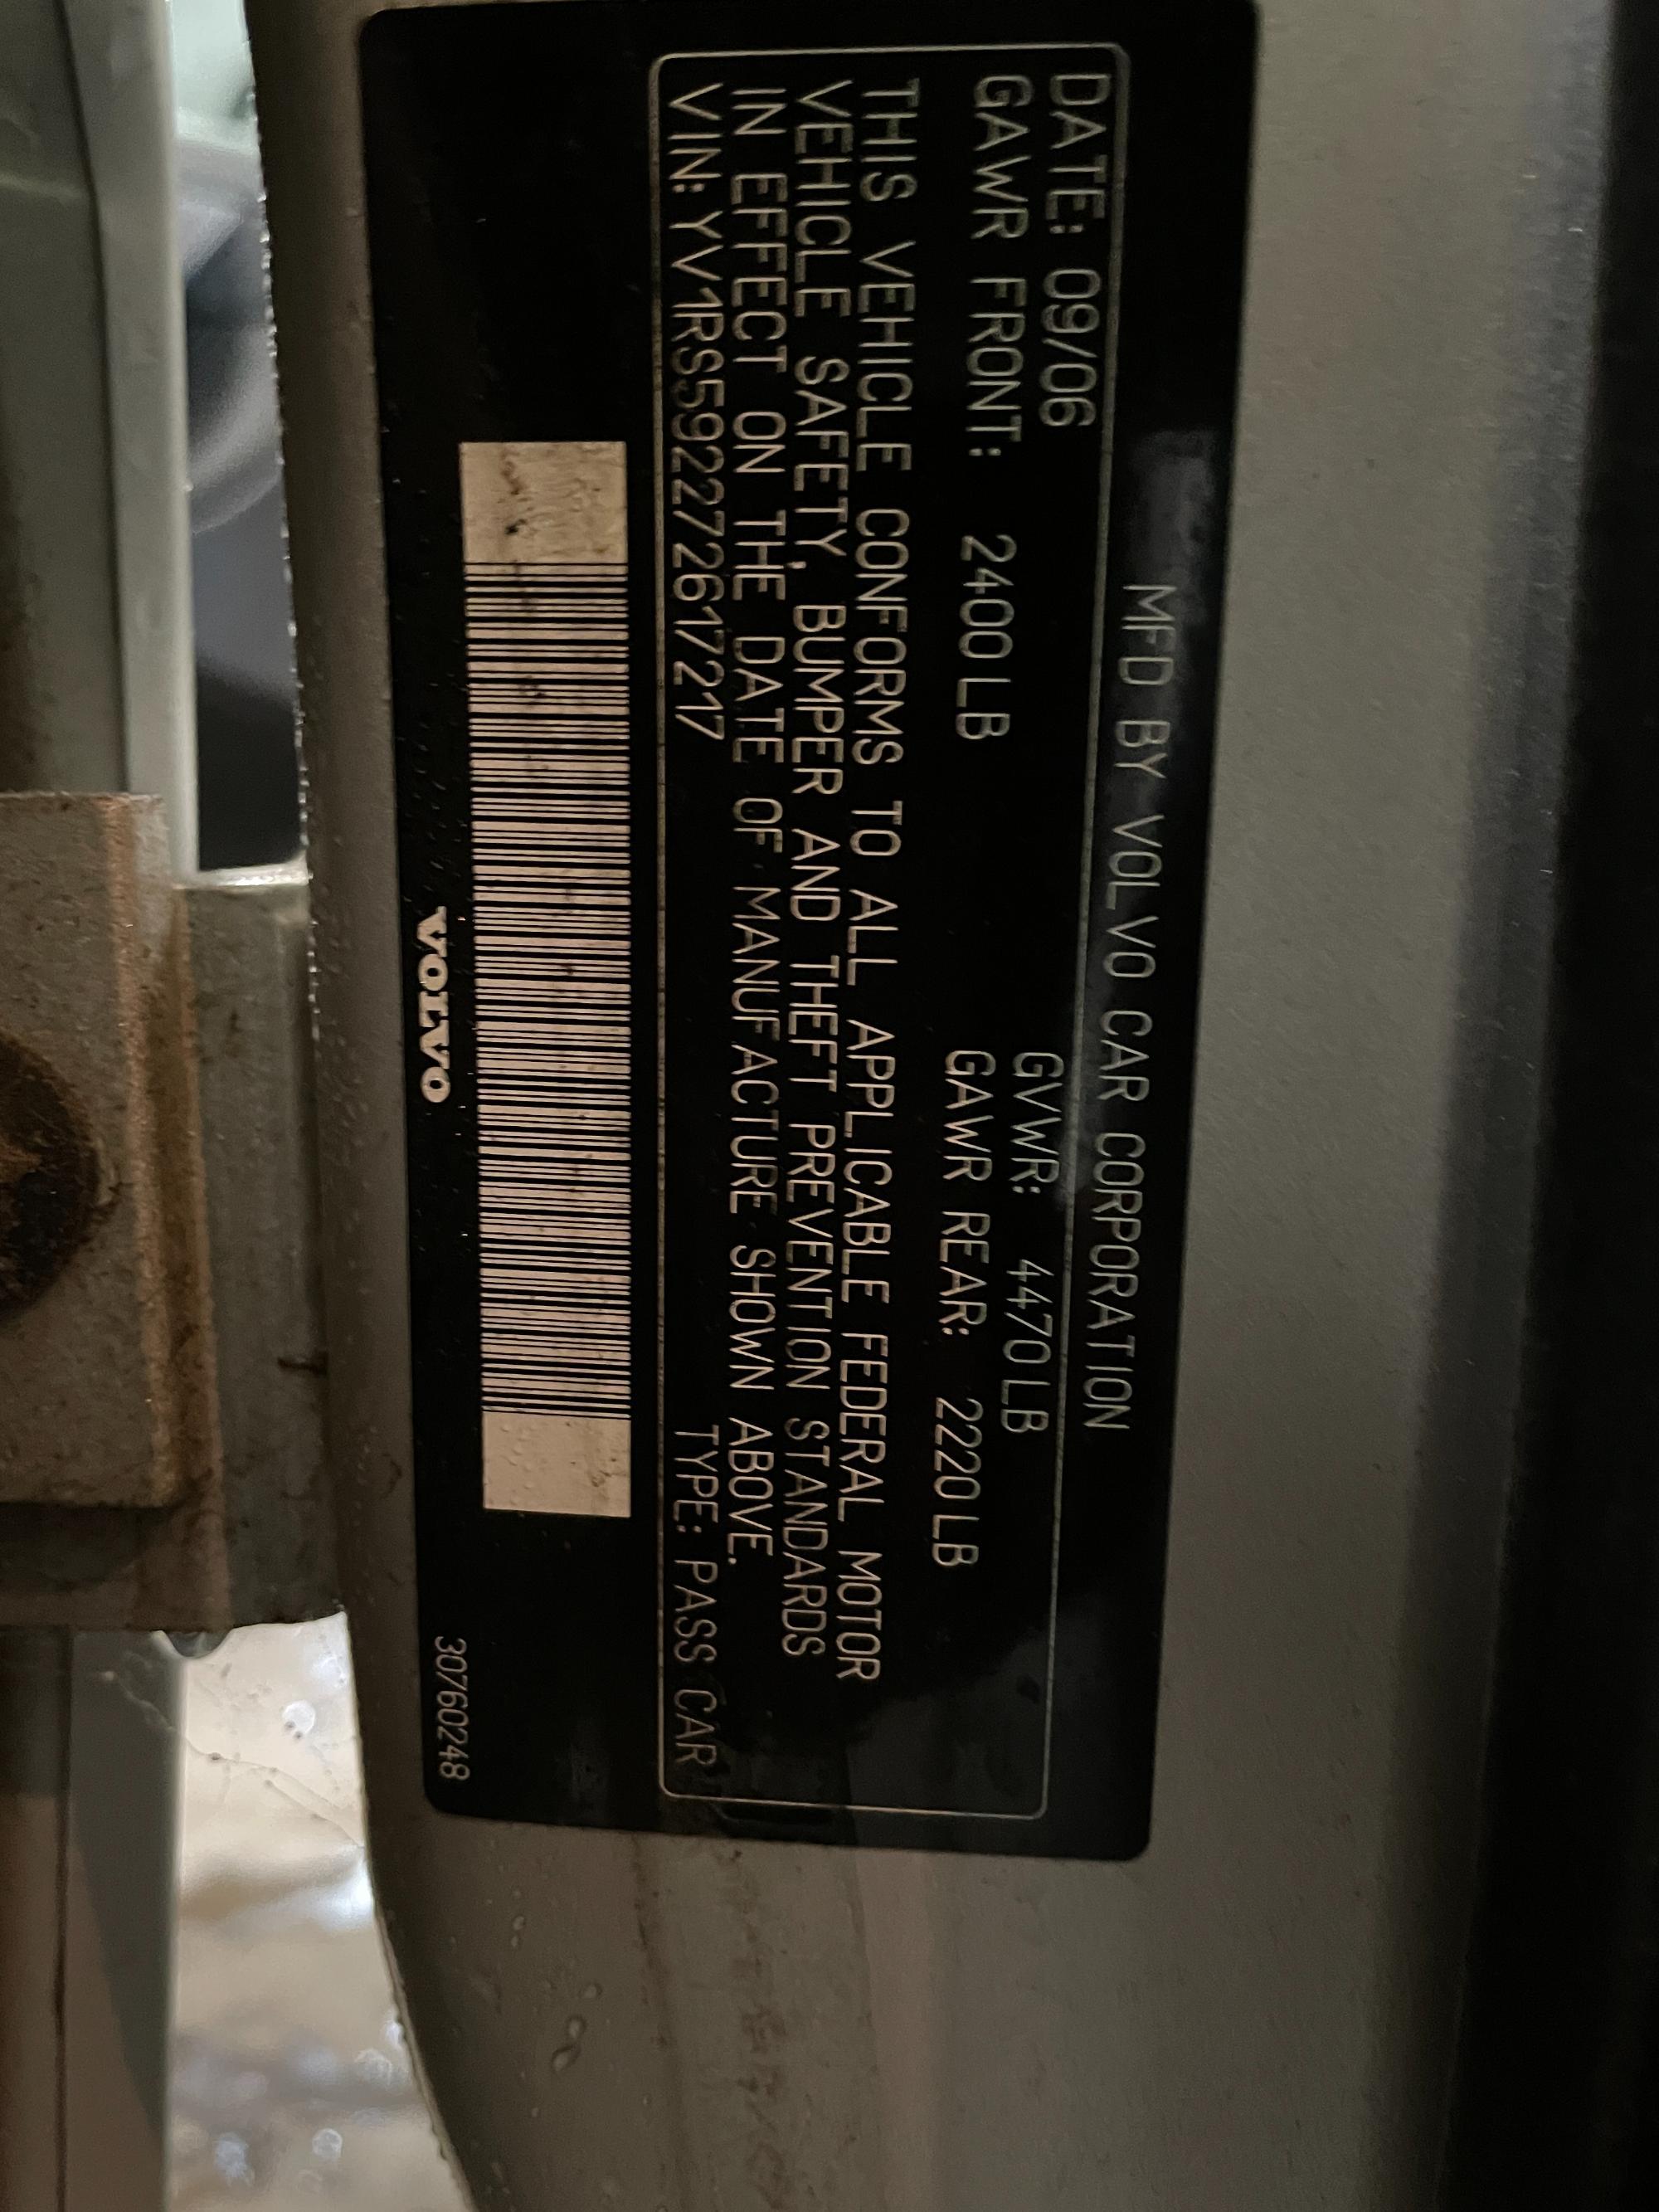 MFD BY VOLVO CAR CORPORATION
DATE: 09/06 GVWR: 4470 LB
GAWR FRONT: 2400 LB GAWR REAR: 2220 LB
THIS VEHICLE CONFORMS TO ALL APPLICABLE FEDERAL MOTOR
VEHICLE SAFETY, BUMPER AND THEFT PREVENTION STANDARDS
IN EFFECT ON THE DATE OF MANUFACTURE SHOWN ABOVE.
VIN: YV1RS592272617217 TYPE: PASS CAR
VOLVO
30760248